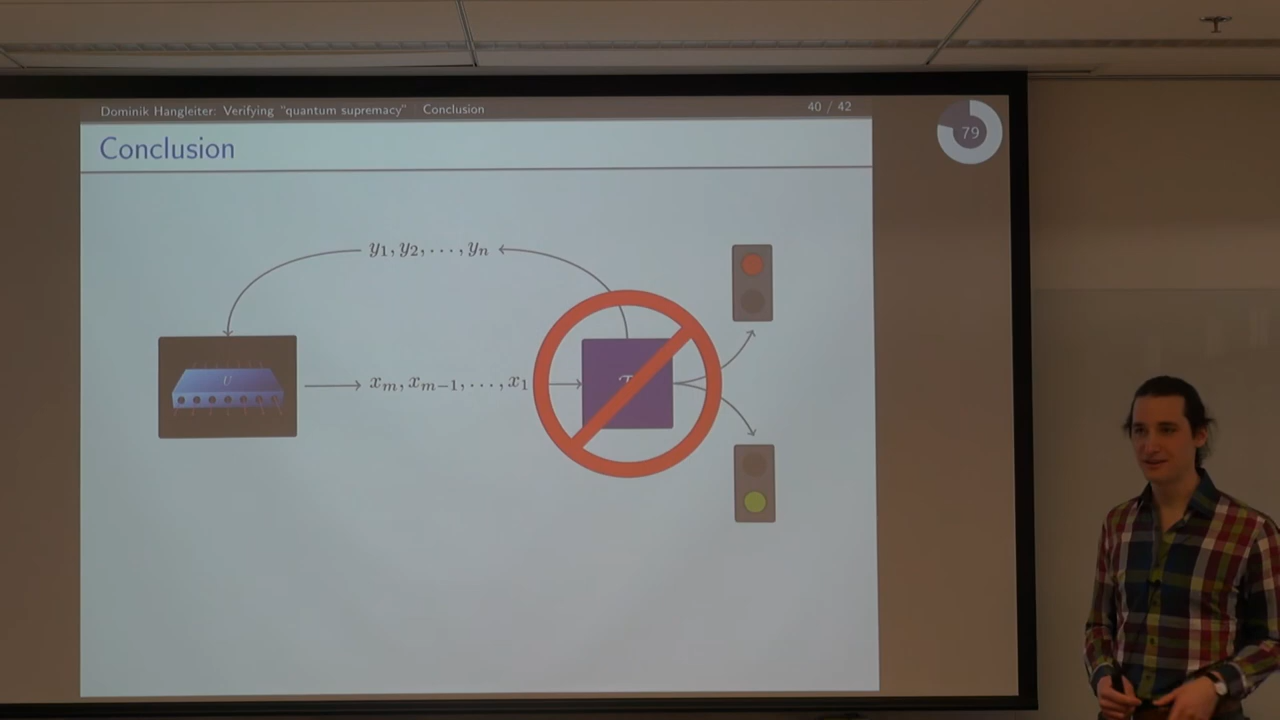 Dominik Hangleiter: Verifying "quantum supremacy" Conclusion 40 / 42
79
Conclusion
y₁, y₂, . . . , yₙ
U
xₘ, xₘ₋₁, . . . , x₁